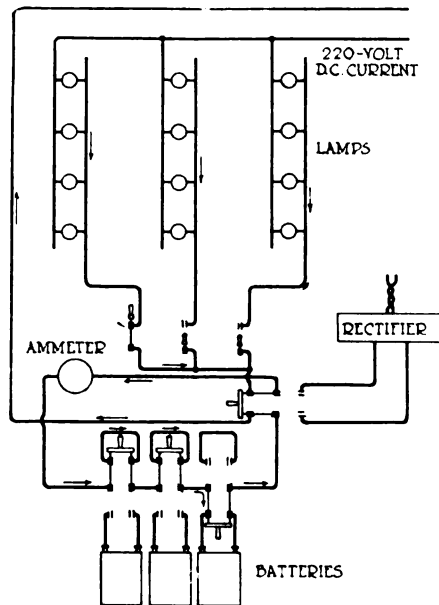 220-VOLT
D.C. CURRENT
LAMPS
RECTIFIER
AMMETER
BATTERIES